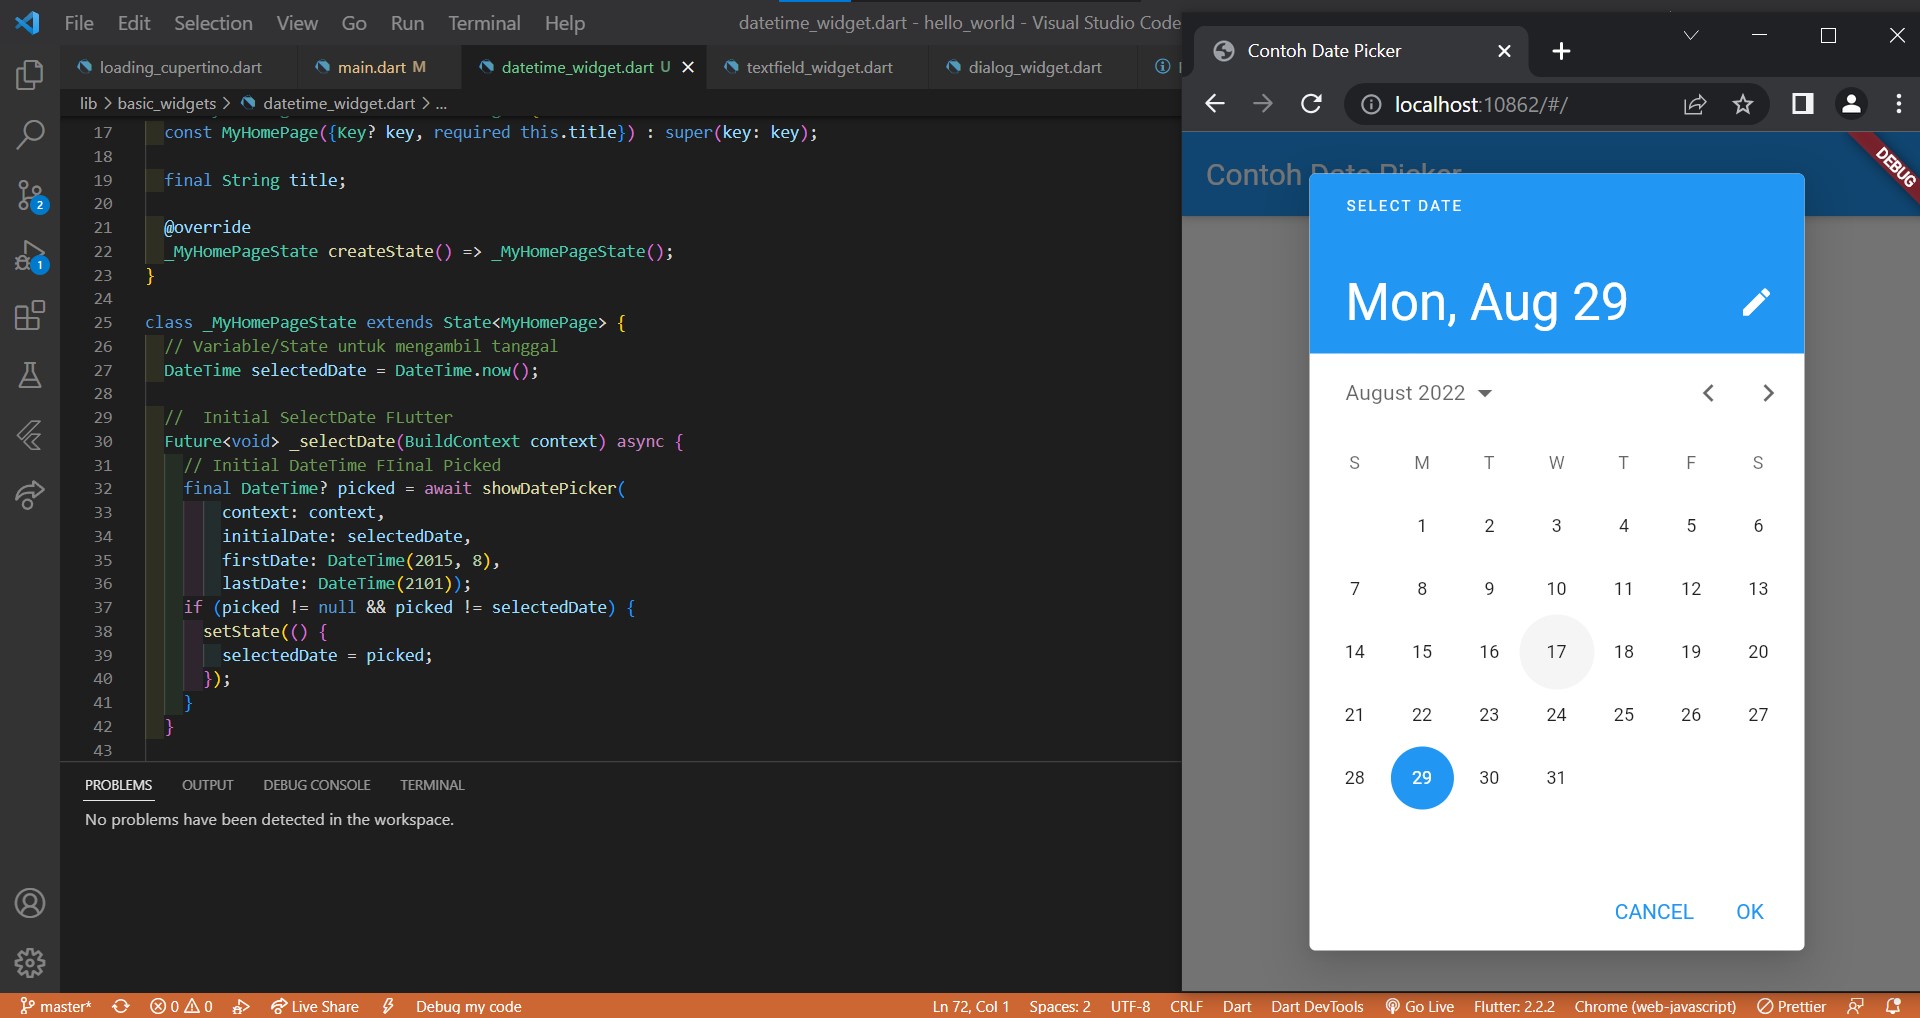 File Edit Selection View Go Run Terminal Help datetime_widget.dart - hello_world - Visual Studio Code
loading_cupertino.dart main.dart M datetime_widget.dart U textfield_widget.dart dialog_widget.dart
lib > basic_widgets > datetime_widget.dart > ...
17 const MyHomePage({Key? key, required this.title}) : super(key: key);
18
19 final String title;
20
21 @override
22 _MyHomePageState createState() => _MyHomePageState();
23 }
24
25 class _MyHomePageState extends State<MyHomePage> {
26 // Variable/State untuk mengambil tanggal
27 DateTime selectedDate = DateTime.now();
28
29 //  Initial SelectDate FLutter
30 Future<void> _selectDate(BuildContext context) async {
31 // Initial DateTime FIinal Picked
32 final DateTime? picked = await showDatePicker(
33 context: context,
34 initialDate: selectedDate,
35 firstDate: DateTime(2015, 8),
36 lastDate: DateTime(2101));
37 if (picked != null && picked != selectedDate) {
38 setState(() {
39 selectedDate = picked;
40 });
41 }
42 }
43
2
1
PROBLEMS OUTPUT DEBUG CONSOLE TERMINAL
No problems have been detected in the workspace.
master* 0 0 Live Share Debug my code Ln 72, Col 1 Spaces: 2 UTF-8 CRLF Dart Dart DevTools Go Live Flutter: 2.2.2 Chrome (web-javascript) Prettier
Contoh Date Picker
localhost:10862/#/
Contoh Date Picker
DEBUG
SELECT DATE
Mon, Aug 29
August 2022
S M T W T F S
1 2 3 4 5 6
7 8 9 10 11 12 13
14 15 16 17 18 19 20
21 22 23 24 25 26 27
28 29 30 31
CANCEL OK